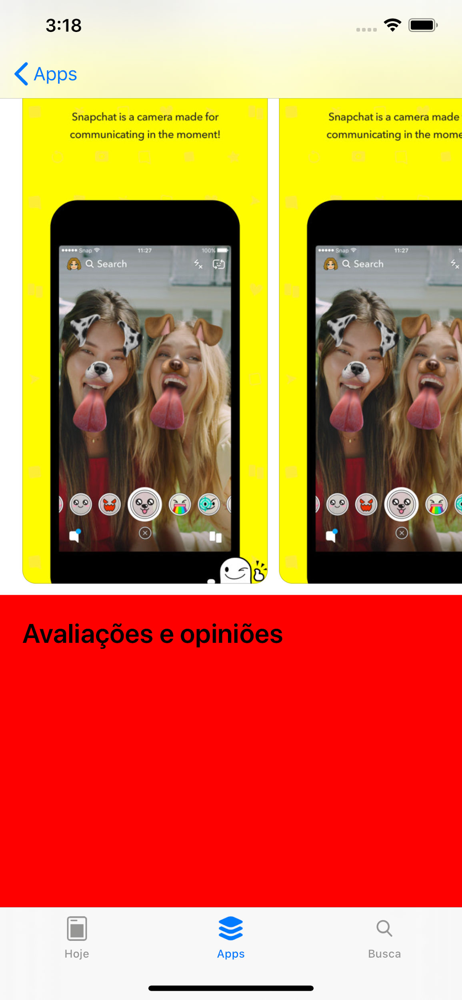 3:18
Apps
Snapchat is a camera made for
communicating in the moment!
Snapchat is a camera made
communicating in the mome
Snap
11:27
100%
Search
Snap
11:27
Search
Avaliações e opiniões
Hoje
Apps
Busca